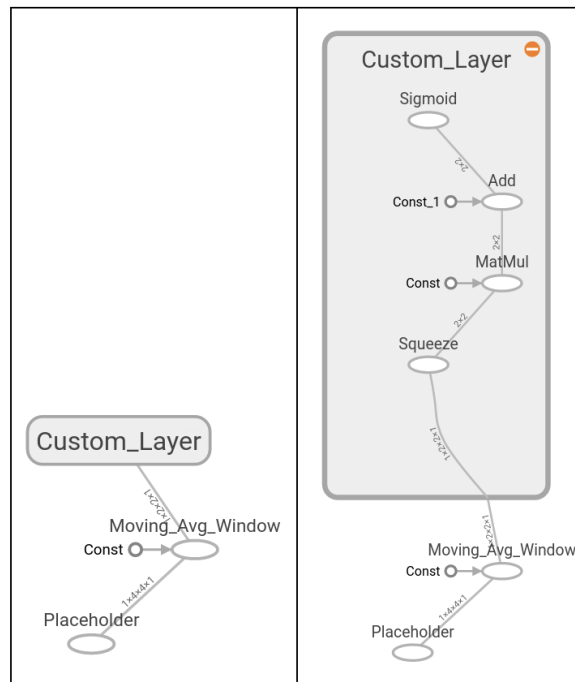 Custom_Layer
1×2×2×1
Moving_Avg_Window
Const
1×4×4×1
Placeholder
Custom_Layer
Sigmoid
2×2
Add
Const_1
2×2
MatMul
Const
2×2
Squeeze
1×2×2×1
×2×2×1
Moving_Avg_Window
Const
1×4×4×1
Placeholder